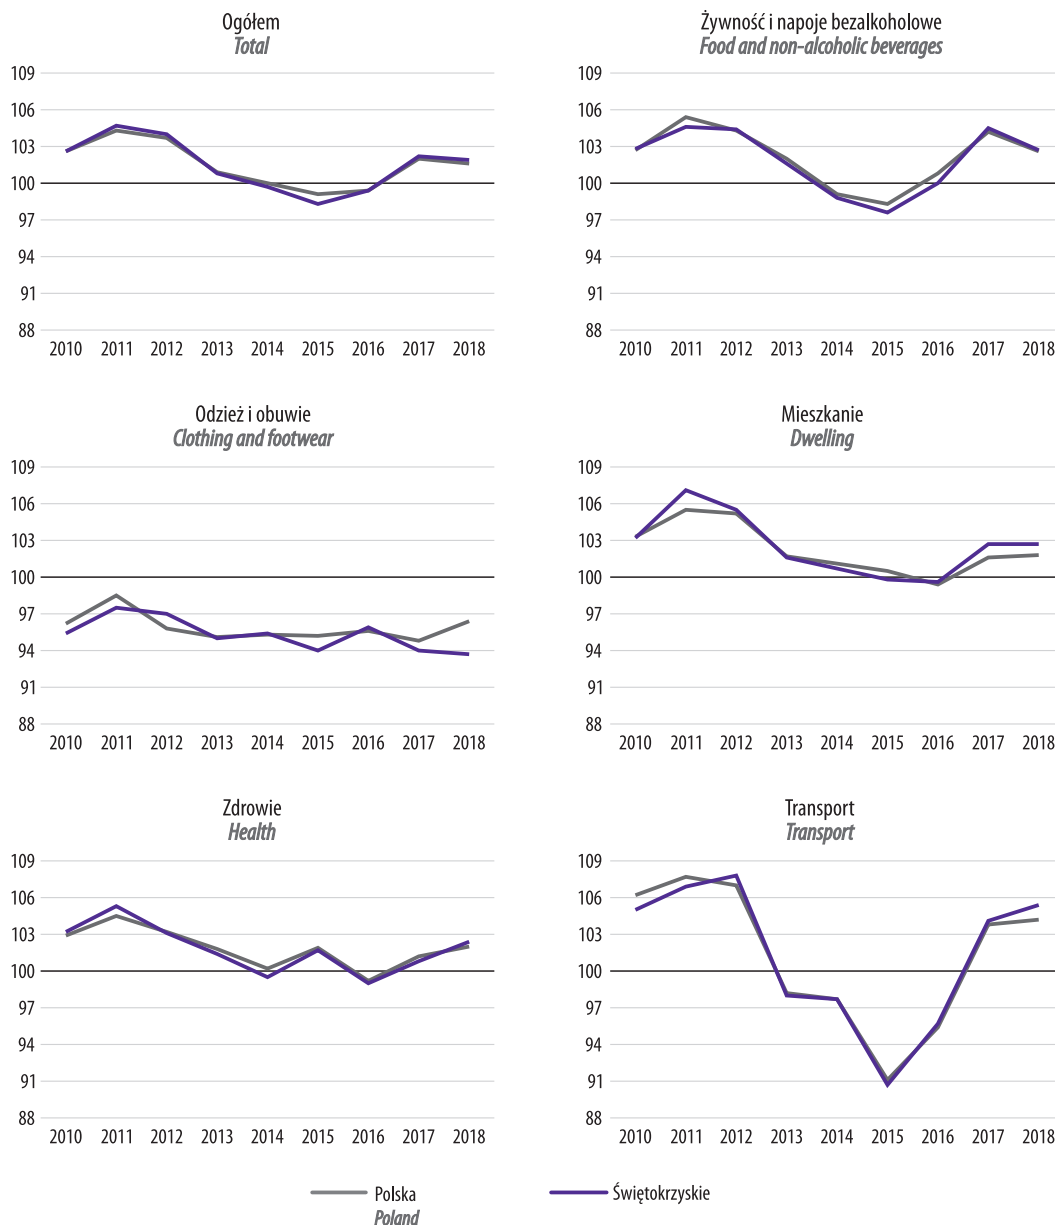 Ogółem
Total
109
106
103
100
97
94
91
88
2010 2011 2012 2013 2014 2015 2016 2017 2018
Żywność i napoje bezalkoholowe
Food and non-alcoholic beverages
109
106
103
100
97
94
91
88
2010 2011 2012 2013 2014 2015 2016 2017 2018
Odzież i obuwie
Clothing and footwear
109
106
103
100
97
94
91
88
2010 2011 2012 2013 2014 2015 2016 2017 2018
Mieszkanie
Dwelling
109
106
103
100
97
94
91
88
2010 2011 2012 2013 2014 2015 2016 2017 2018
Zdrowie
Health
109
106
103
100
97
94
91
88
2010 2011 2012 2013 2014 2015 2016 2017 2018
Transport
Transport
109
106
103
100
97
94
91
88
2010 2011 2012 2013 2014 2015 2016 2017 2018
Polska
Poland
Świętokrzyskie